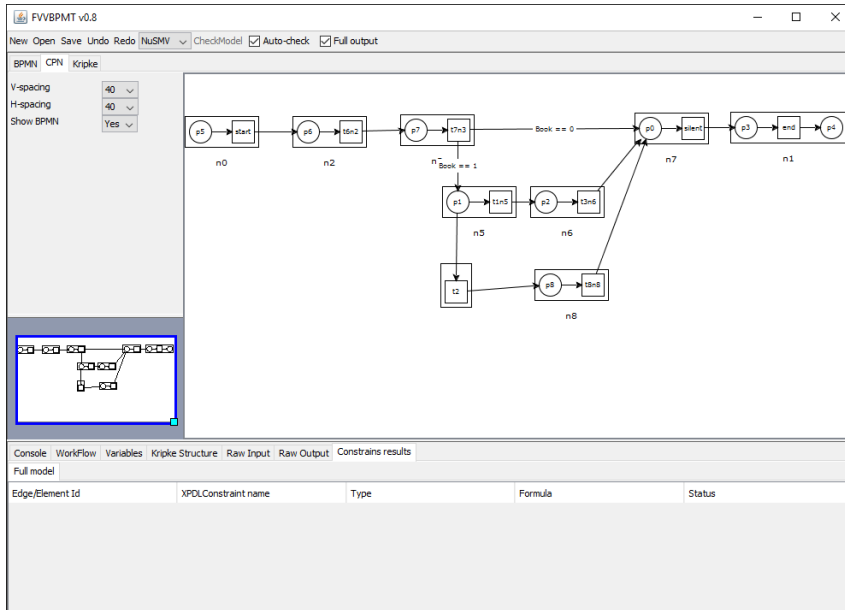 FVVBPMT v0.8
New Open Save Undo Redo NuSMV CheckModel Auto-check Full output
BPMN CPN Kripke
V-spacing 40
H-spacing 40
Show BPMN Yes
p5 start p6 t6n2 p7 t7n3 Book == 0 p0 silent p3 end p4
n0 n2 n7 n1
Book == 1
p1 t1n5 p2 t3n6
n5 n6
t2 p8 t8n8
n8
Console WorkFlow Variables Kripke Structure Raw Input Raw Output Constrains results
Full model
Edge/Element Id XPDLConstraint name Type Formula Status